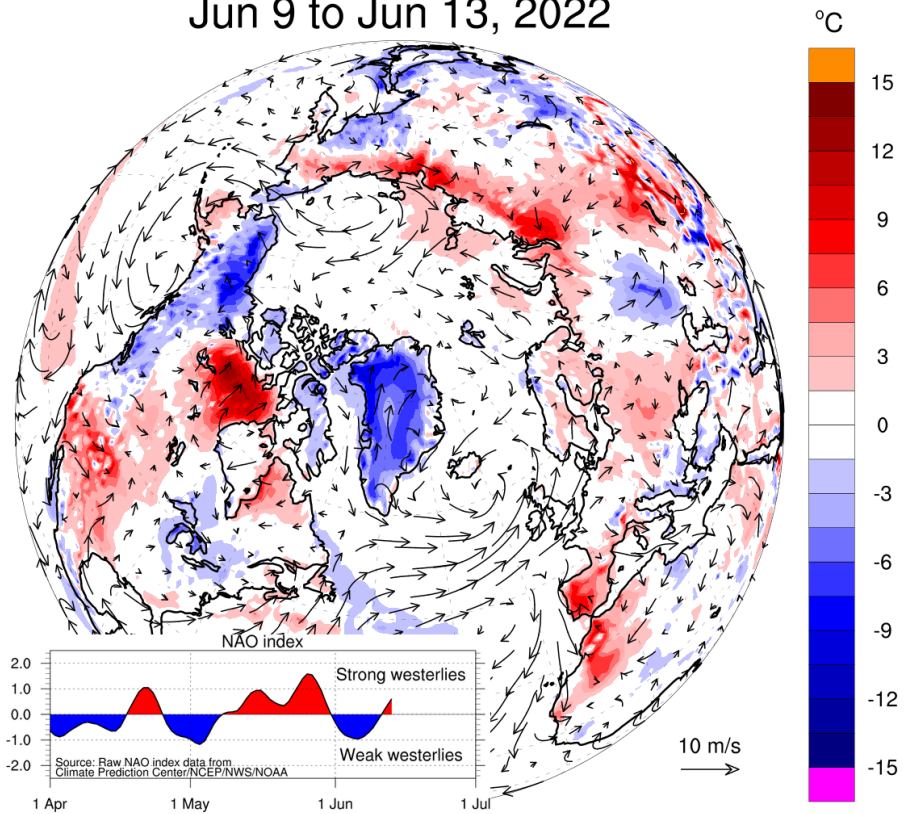 Jun 9 to Jun 13, 2022
oC
15
12
9
6
3
0
-3
-6
-9
-12
-15
10 m/s
NAO index
2.0
1.0
0.0
-1.0
-2.0
Strong westerlies
Weak westerlies
Source: Raw NAO index data from
Climate Prediction Center/NCEP/NWS/NOAA
1 Apr
1 May
1 Jun
1 Jul